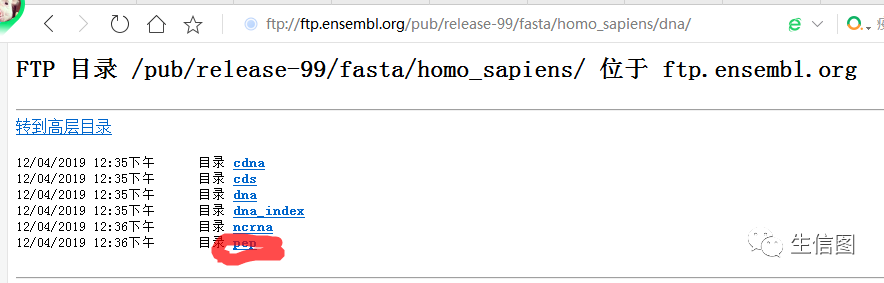 ftp://ftp.ensembl.org/pub/release-99/fasta/homo_sapiens/dna/
FTP 目录 /pub/release-99/fasta/homo_sapiens/ 位于 ftp.ensembl.org
转到高层目录
12/04/2019 12:35下午 目录 cdna
12/04/2019 12:35下午 目录 cds
12/04/2019 12:35下午 目录 dna
12/04/2019 12:35下午 目录 dna_index
12/04/2019 12:36下午 目录 ncrna
12/04/2019 12:36下午 目录 pep
生信图